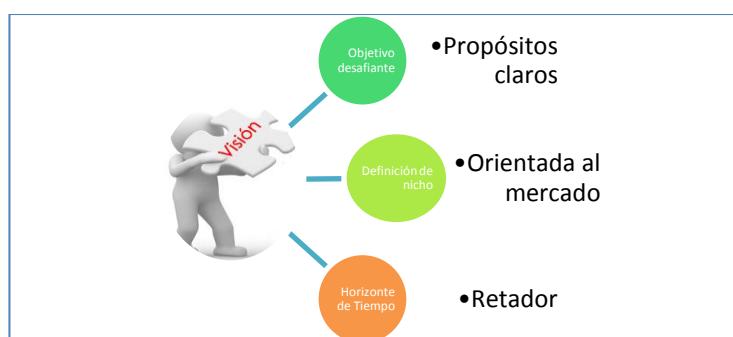 Visión
Objetivo
desafiante
•Propósitos
claros
Definición de
nicho
•Orientada al
mercado
Horizonte
de Tiempo
•Retador